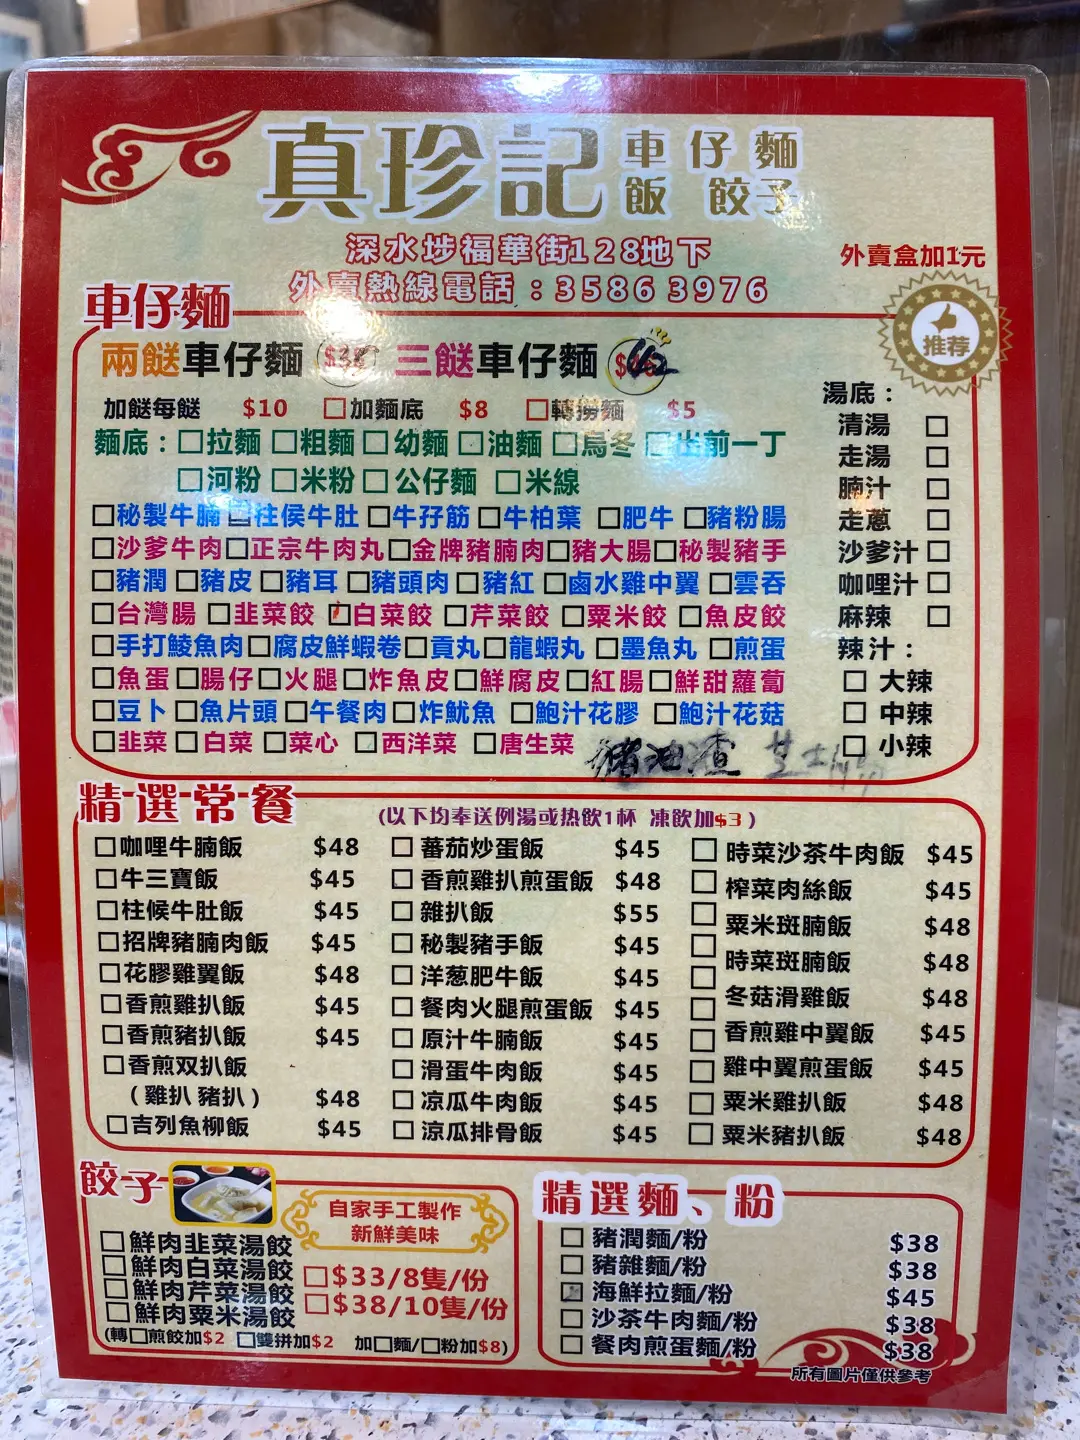 真珍記 車仔麵
飯 餃子
深水埗福華街128地下
外賣盒加1元
外賣熱線電話：3586 3976
推荐
車仔麵
兩餸車仔麵 三餸車仔麵 42
加餸每餸 $10 □加麵底 $8 □轉撈麵 $5
麵底：□拉麵 □粗麵 □幼麵 □油麵 □烏冬 □出前一丁
□河粉 □米粉 □公仔麵 □米線
□秘製牛腩 □柱侯牛肚 □牛孖筋 □牛柏葉 □肥牛 □豬粉腸
□沙爹牛肉 □正宗牛肉丸 □金牌豬腩肉 □豬大腸 □秘製豬手
□豬潤 □豬皮 □豬耳 □豬頭肉 □豬紅 □鹵水雞中翼 □雲吞
□台灣腸 □韭菜餃 □白菜餃 □芹菜餃 □粟米餃 □魚皮餃
□手打鯪魚肉 □腐皮鮮蝦卷 □貢丸 □龍蝦丸 □墨魚丸 □煎蛋
□魚蛋 □腸仔 □火腿 □炸魚皮 □鮮腐皮 □紅腸 □鮮甜蘿蔔
□豆卜 □魚片頭 □午餐肉 □炸魷魚 □鮑汁花膠 □鮑汁花菇
□韭菜 □白菜 □菜心 □西洋菜 □唐生菜 豬油渣
湯底：
清湯 □
走湯 □
腩汁 □
走蔥 □
沙爹汁 □
咖哩汁 □
麻辣 □
辣汁：
□ 大辣
□ 中辣
□ 小辣
精選常餐
(以下均奉送例湯或热飲1杯 凍飲加$3)
□咖哩牛腩飯 $48
□牛三寶飯 $45
□柱候牛肚飯 $45
□招牌豬腩肉飯 $45
□花膠雞翼飯 $48
□香煎雞扒飯 $45
□香煎豬扒飯 $45
□香煎双扒飯
（雞扒 豬扒） $48
□吉列魚柳飯 $45
□ 蕃茄炒蛋飯 $45
□ 香煎雞扒煎蛋飯 $48
□ 雜扒飯 $55
□ 秘製豬手飯 $45
□ 洋葱肥牛飯 $45
□ 餐肉火腿煎蛋飯 $45
□ 原汁牛腩飯 $45
□ 滑蛋牛肉飯 $45
□ 凉瓜牛肉飯 $45
□ 涼瓜排骨飯 $45
□ 時菜沙茶牛肉飯 $45
□ 榨菜肉絲飯 $45
□ 粟米斑腩飯 $48
□ 時菜斑腩飯 $48
□ 冬菇滑雞飯 $48
□ 香煎雞中翼飯 $45
□ 雞中翼煎蛋飯 $45
□ 粟米雞扒飯 $48
□ 粟米豬扒飯 $48
餃子
自家手工製作
新鮮美味
□鮮肉韭菜湯餃
□鮮肉白菜湯餃
□鮮肉芹菜湯餃
□鮮肉粟米湯餃
□$33/8隻/份
□$38/10隻/份
(轉□煎餃加$2 □雙拼加$2 加□麵/□粉加$8)
精選麵、粉
□ 豬潤麵/粉 $38
□ 豬雜麵/粉 $38
□ 海鮮拉麵/粉 $45
□ 沙茶牛肉麵/粉 $38
□ 餐肉煎蛋麵/粉 $38
所有圖片僅供參考